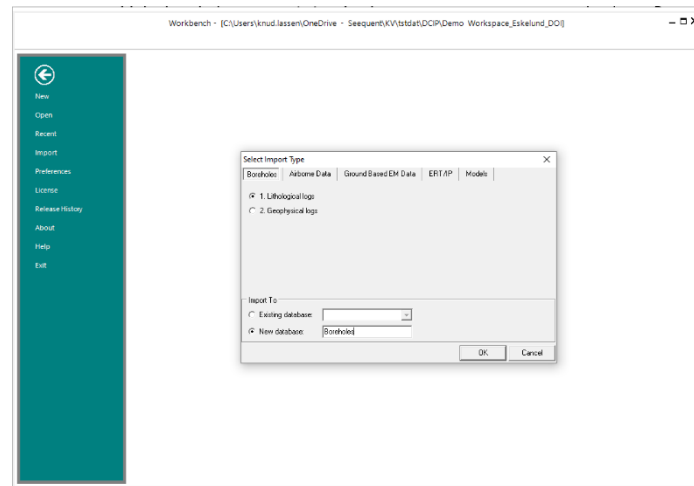 Workbench - [C:\Users\knud.lassen\OneDrive - Seequent\KV\tstdat\DCIP\Demo Workspace_Eskelund_DOI]
New
Open
Recent
Import
Preferences
License
Release History
About
Help
Exit
Select Import Type
Boreholes Airborne Data Ground Based EM Data ERT/IP Models
1. Lithological logs
2. Geophysical logs
Import To
Existing database:
New database: Boreholes
OK Cancel